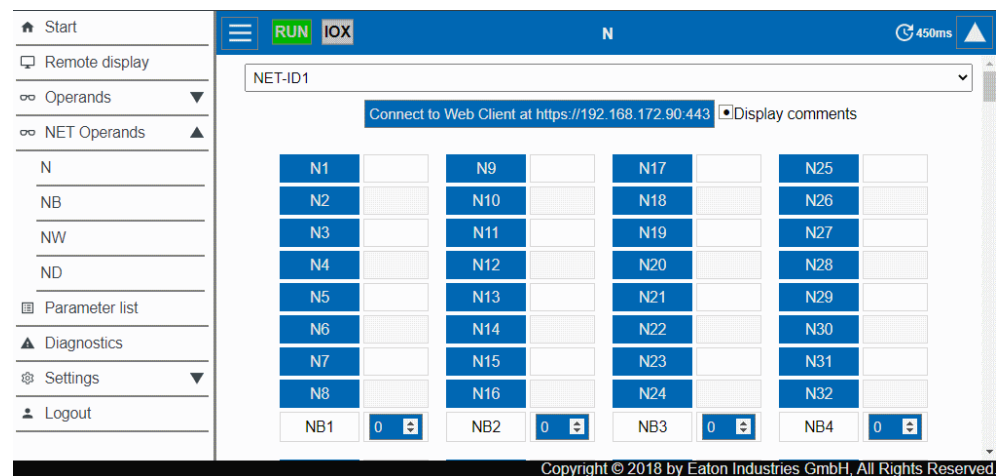 Start
Remote display
Operands
NET Operands
N
NB
NW
ND
Parameter list
Diagnostics
Settings
Logout
RUN IOX N 450ms
NET-ID1
Connect to Web Client at https://192.168.172.90:443 Display comments
N1 N9 N17 N25
N2 N10 N18 N26
N3 N11 N19 N27
N4 N12 N20 N28
N5 N13 N21 N29
N6 N14 N22 N30
N7 N15 N23 N31
N8 N16 N24 N32
NB1 0 NB2 0 NB3 0 NB4 0
Copyright © 2018 by Eaton Industries GmbH, All Rights Reserved